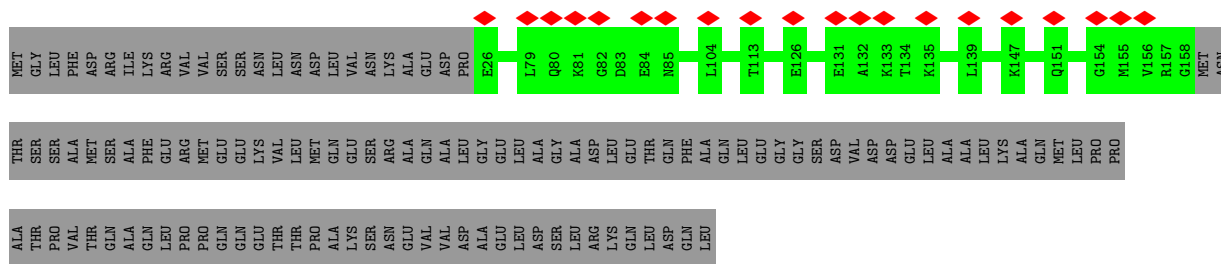 MET GLY LEU PHE ASP ARG ILE LYS ARG VAL VAL SER SER ASN LEU ASN ASP LEU VAL ASN LYS ALA GLU ASP PRO E26 L79 Q80 K81 G82 D83 E84 N85 L104 T113 E126 E131 A132 K133 T134 K135 L139 K147 Q151 G154 M155 V156 R157 G158 MET ASN
THR SER SER ALA MET SER ALA PHE GLU ARG MET GLU GLU LYS VAL LEU MET GLN GLU SER ARG ALA GLN ALA LEU GLY GLU LEU ALA GLY ALA ASP LEU GLU THR GLN PHE ALA GLN LEU GLU GLY GLY SER ASP VAL ASP ASP GLU LEU ALA ALA LEU LYS ALA GLN MET LEU PRO PRO
ALA THR PRO VAL THR GLN ALA GLN LEU PRO PRO GLN GLN GLU THR THR PRO ALA LYS SER ASN GLU VAL VAL ASP ALA GLU LEU ASP SER LEU ARG LYS GLN LEU ASP GLN LEU